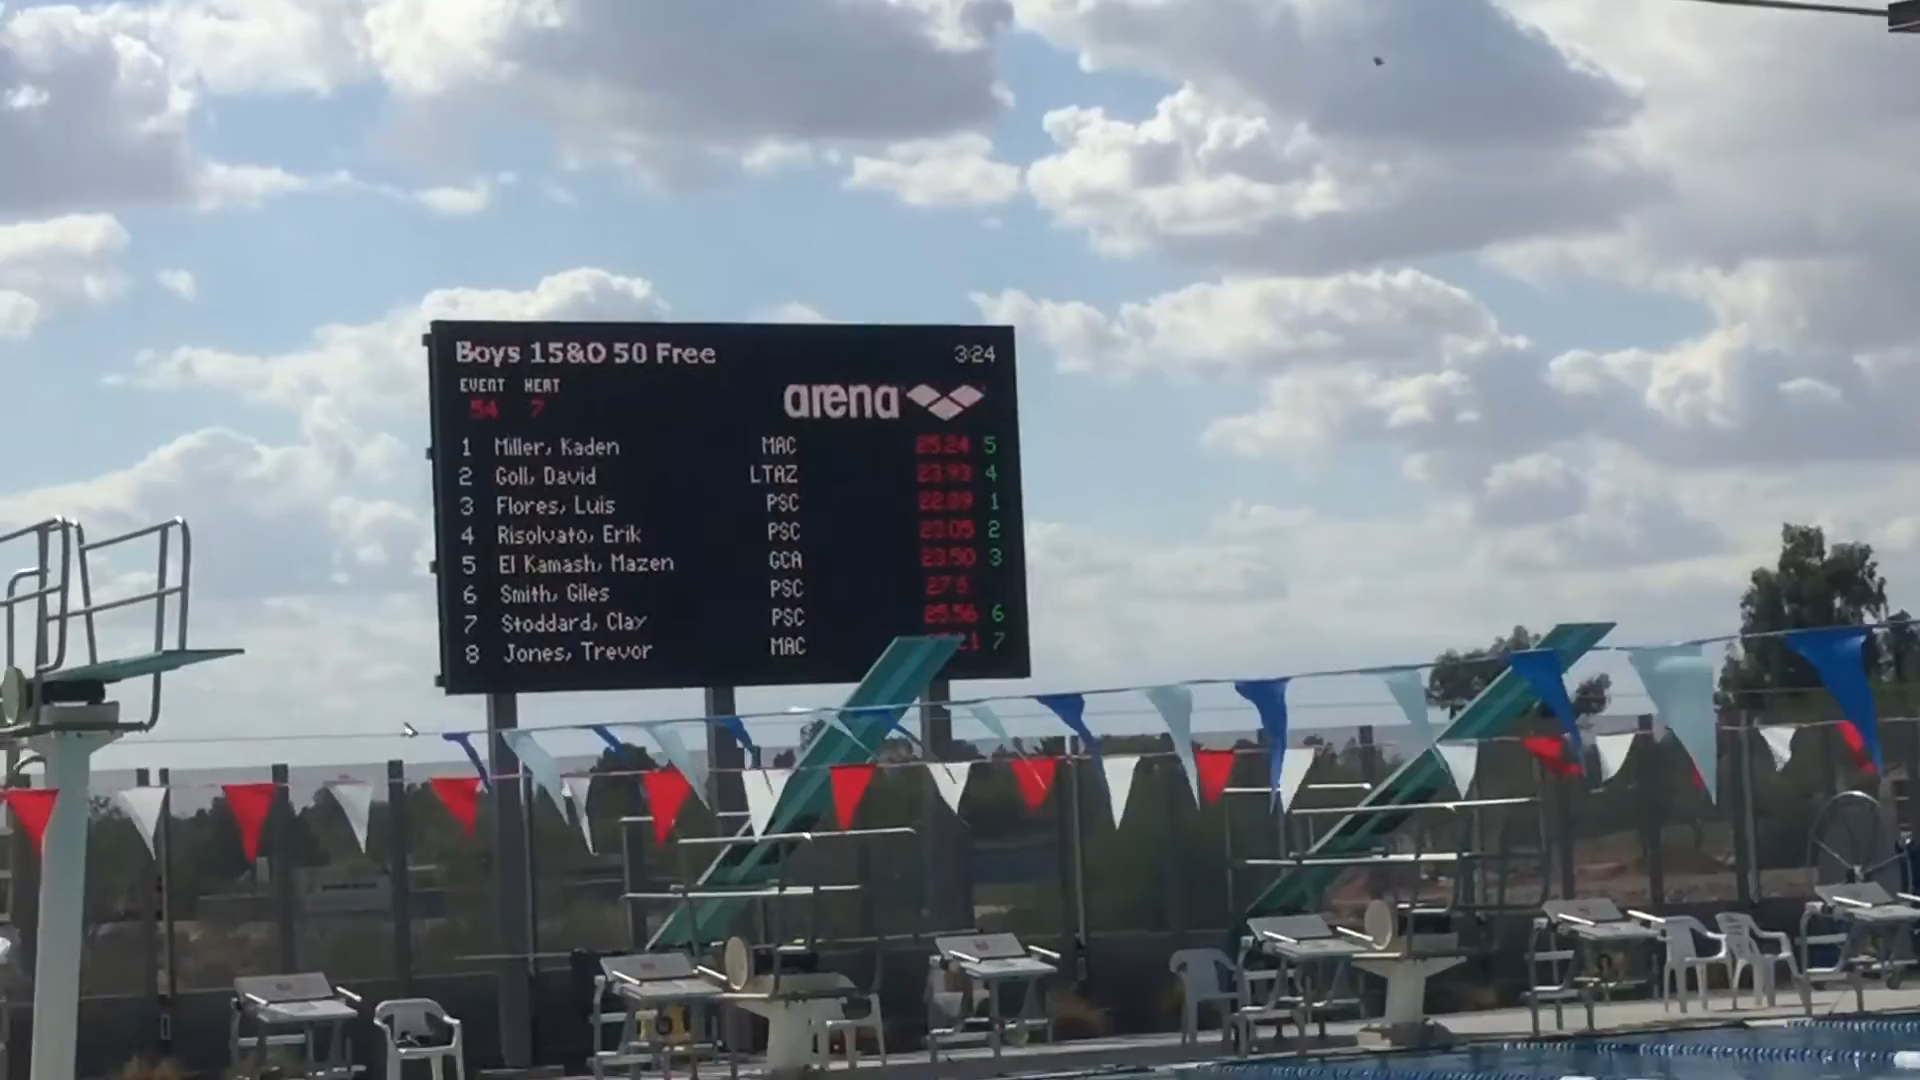 Boys 15&O 50 Free 3:24
EVENT HEAT
54 7
arena
1 Miller, Kaden MAC 25.24 5
2 Goll, David LTAZ 23.93 4
3 Flores, Luis PSC 22.89 1
4 Risolvato, Erik PSC 23.05 2
5 El Kamash, Mazen GCA 23.50 3
6 Smith, Giles PSC 27.5
7 Stoddard, Clay PSC 25.56 6
8 Jones, Trevor MAC 7